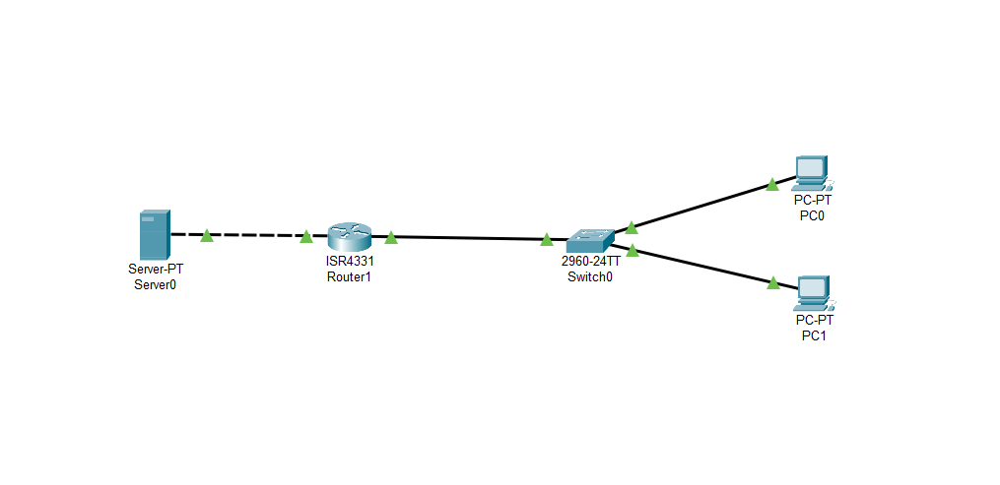 Server-PT
Server0
ISR4331
Router1
2960-24TT
Switch0
PC-PT
PC0
PC-PT
PC1